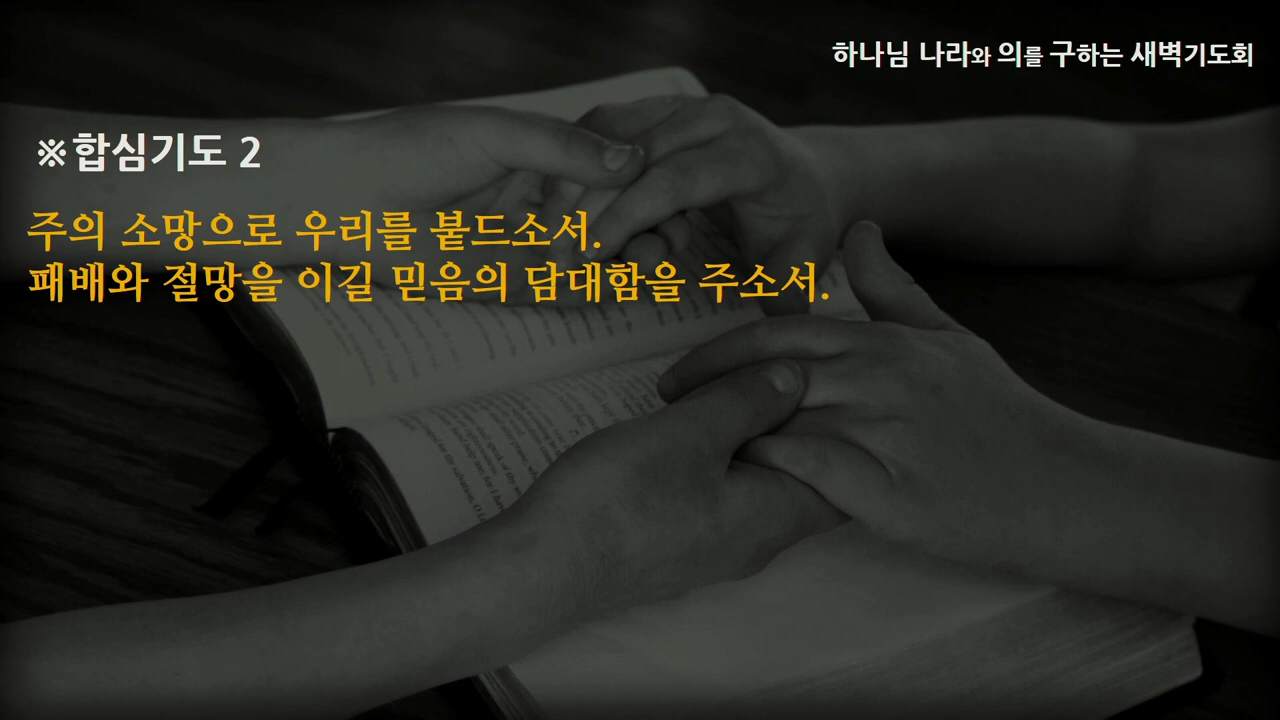 하나님 나라와 의를 구하는 새벽기도회
※합심기도 2
주의 소망으로 우리를 붙드소서.
패배와 절망을 이길 믿음의 담대함을 주소서.